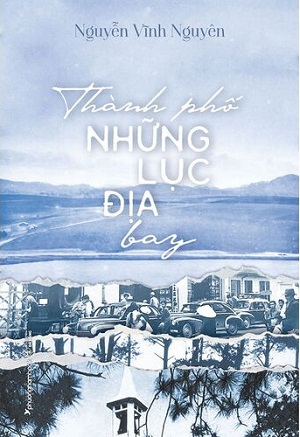 Nguyễn Vĩnh Nguyên
Thành phố
NHỮNG
LỤC
ĐỊA
bay